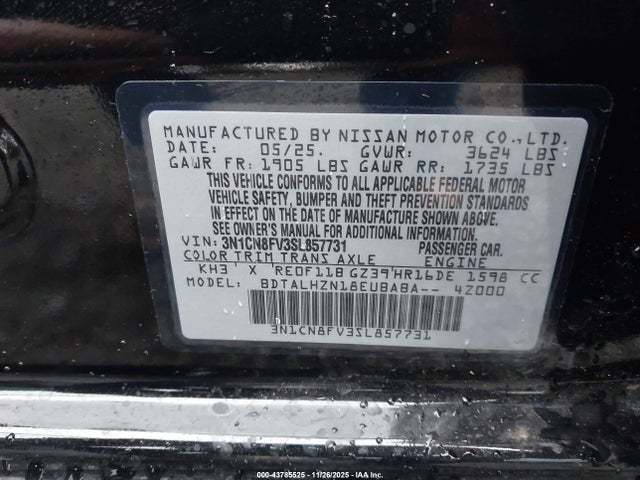 MANUFACTURED BY NISSAN MOTOR CO., LTD.
DATE: 05/25. GVWR: 3624 LBS
GAWR FR: 1905 LBS GAWR RR: 1735 LBS
THIS VEHICLE CONFORMS TO ALL APPLICABLE FEDERAL MOTOR
VEHICLE SAFETY, BUMPER AND THEFT PREVENTION STANDARDS
IN EFFECT ON THE DATE OF MANUFACTURE SHOWN ABOVE.
SEE OWNER'S MANUAL FOR ADDITIONAL INFORMATION.
VIN: 3N1CN8FV3SL857731 PASSENGER CAR.
COLOR TRIM TRANS AXLE ENGINE
KH3 X RE0F11B GZ39 HR16DE 1598 CC
MODEL: BDTALHZN18EUBABA-- 4Z000
3N1CN8FV3SL857731
000-43785525 | 11/26/2025 | IAAI.COM